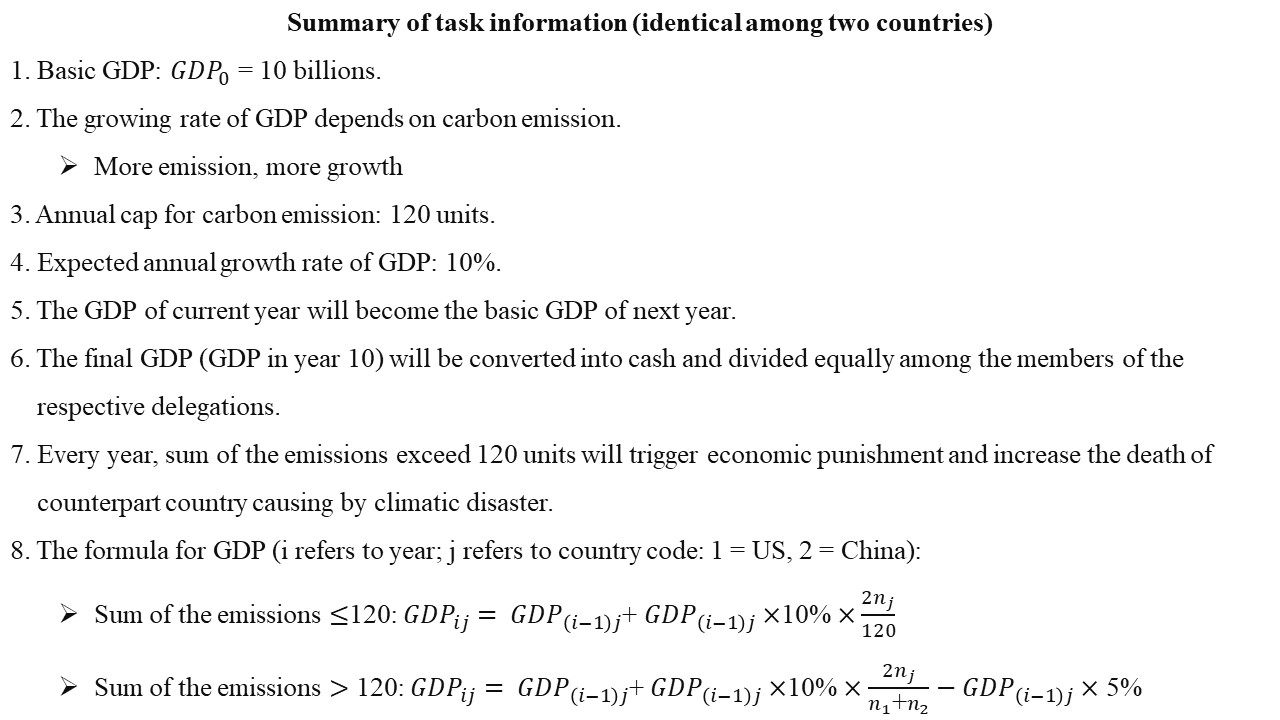 Summary of task information (identical among two countries)
1. Basic GDP: GDP₀ = 10 billions.
2. The growing rate of GDP depends on carbon emission.
➢ More emission, more growth
3. Annual cap for carbon emission: 120 units.
4. Expected annual growth rate of GDP: 10%.
5. The GDP of current year will become the basic GDP of next year.
6. The final GDP (GDP in year 10) will be converted into cash and divided equally among the members of the
respective delegations.
7. Every year, sum of the emissions exceed 120 units will trigger economic punishment and increase the death of
counterpart country causing by climatic disaster.
8. The formula for GDP (i refers to year; j refers to country code: 1 = US, 2 = China):
➢ Sum of the emissions ≤120: GDP_{ij} = GDP_{(i−1)j} + GDP_{(i−1)j} ×10% × \frac{2n_j}{120}
➢ Sum of the emissions > 120: GDP_{ij} = GDP_{(i−1)j} + GDP_{(i−1)j} ×10% × \frac{2n_j}{n_1+n_2} − GDP_{(i−1)j} × 5%